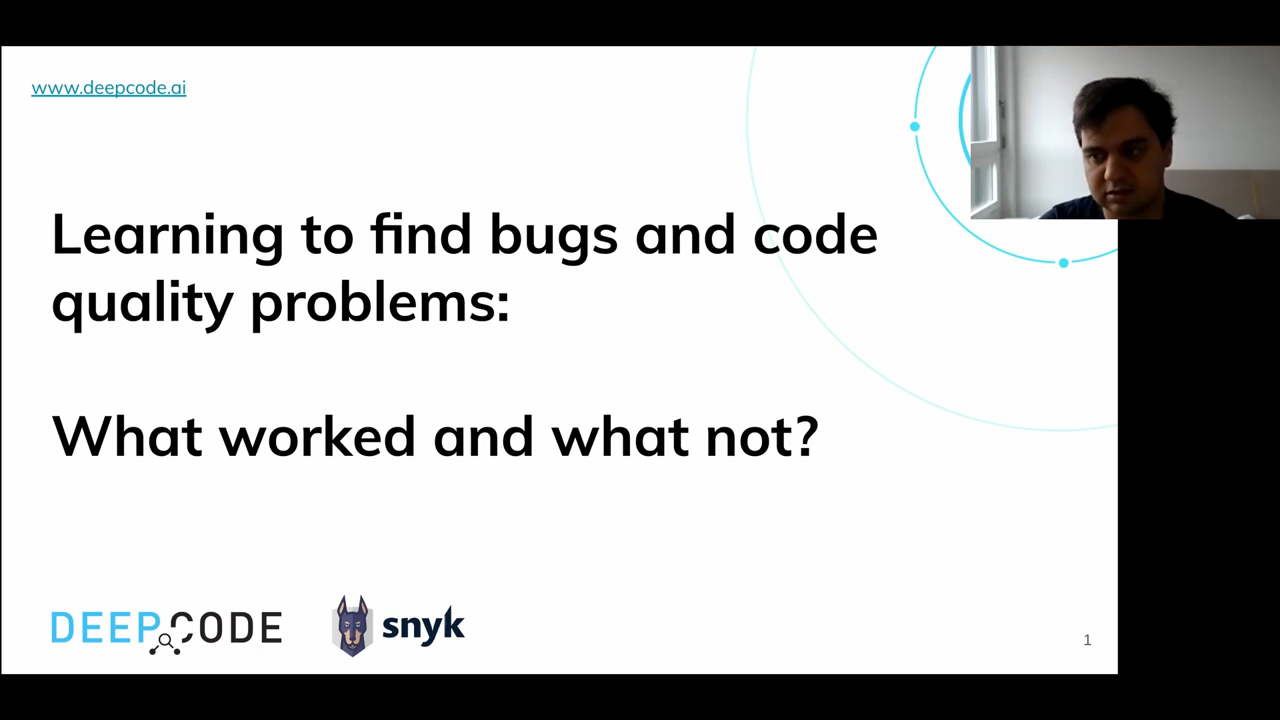 www.deepcode.ai
Learning to find bugs and code
quality problems:
What worked and what not?
DEEPCODE
snyk
1